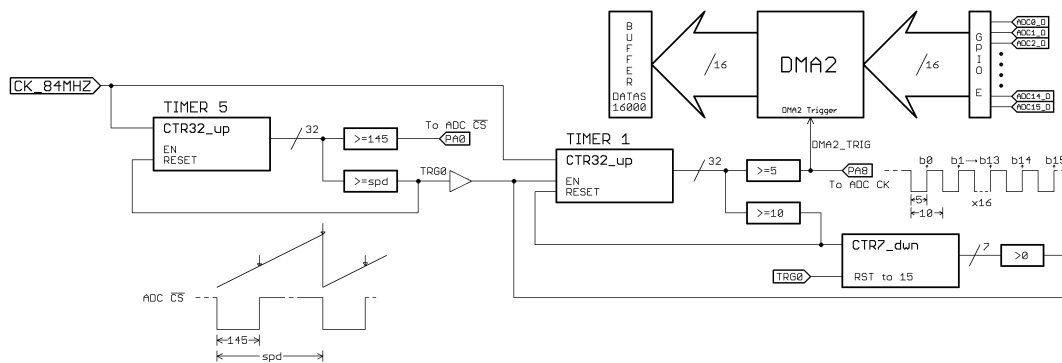 BUFFER
DATAS
16000
16
DMA2
DMA2 Trigger
16
GPIO E
ADC0_D
ADC1_D
ADC2_D
ADC14_D
ADC15_D
CK_84MHZ
TIMER 5
CTR32_up
EN
RESET
32
>=145
To ADC CS
PA0
>=spd
TRG0
TIMER 1
CTR32_up
EN
RESET
32
>=5
DMA2_TRIG
PA8
To ADC CK
>=10
b0 b1→b13 b14 b15
5
10
x16
CTR7_dwn
RST to 15
7
>0
TRG0
ADC CS
145
spd